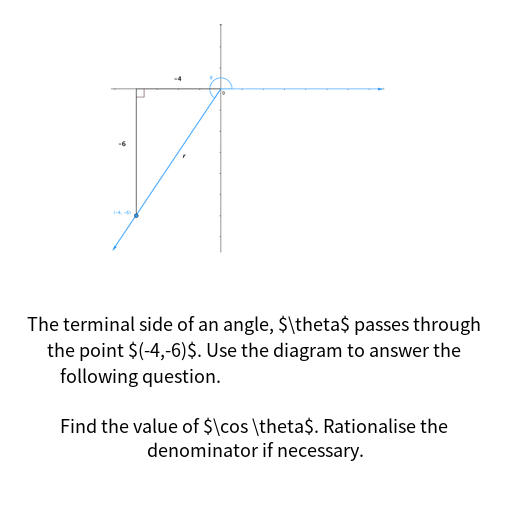 -4
θ
0
-6
r
(-4, -6)
The terminal side of an angle, $\theta$ passes through
the point $(-4,-6)$. Use the diagram to answer the
following question.
Find the value of $\cos \theta$. Rationalise the
denominator if necessary.